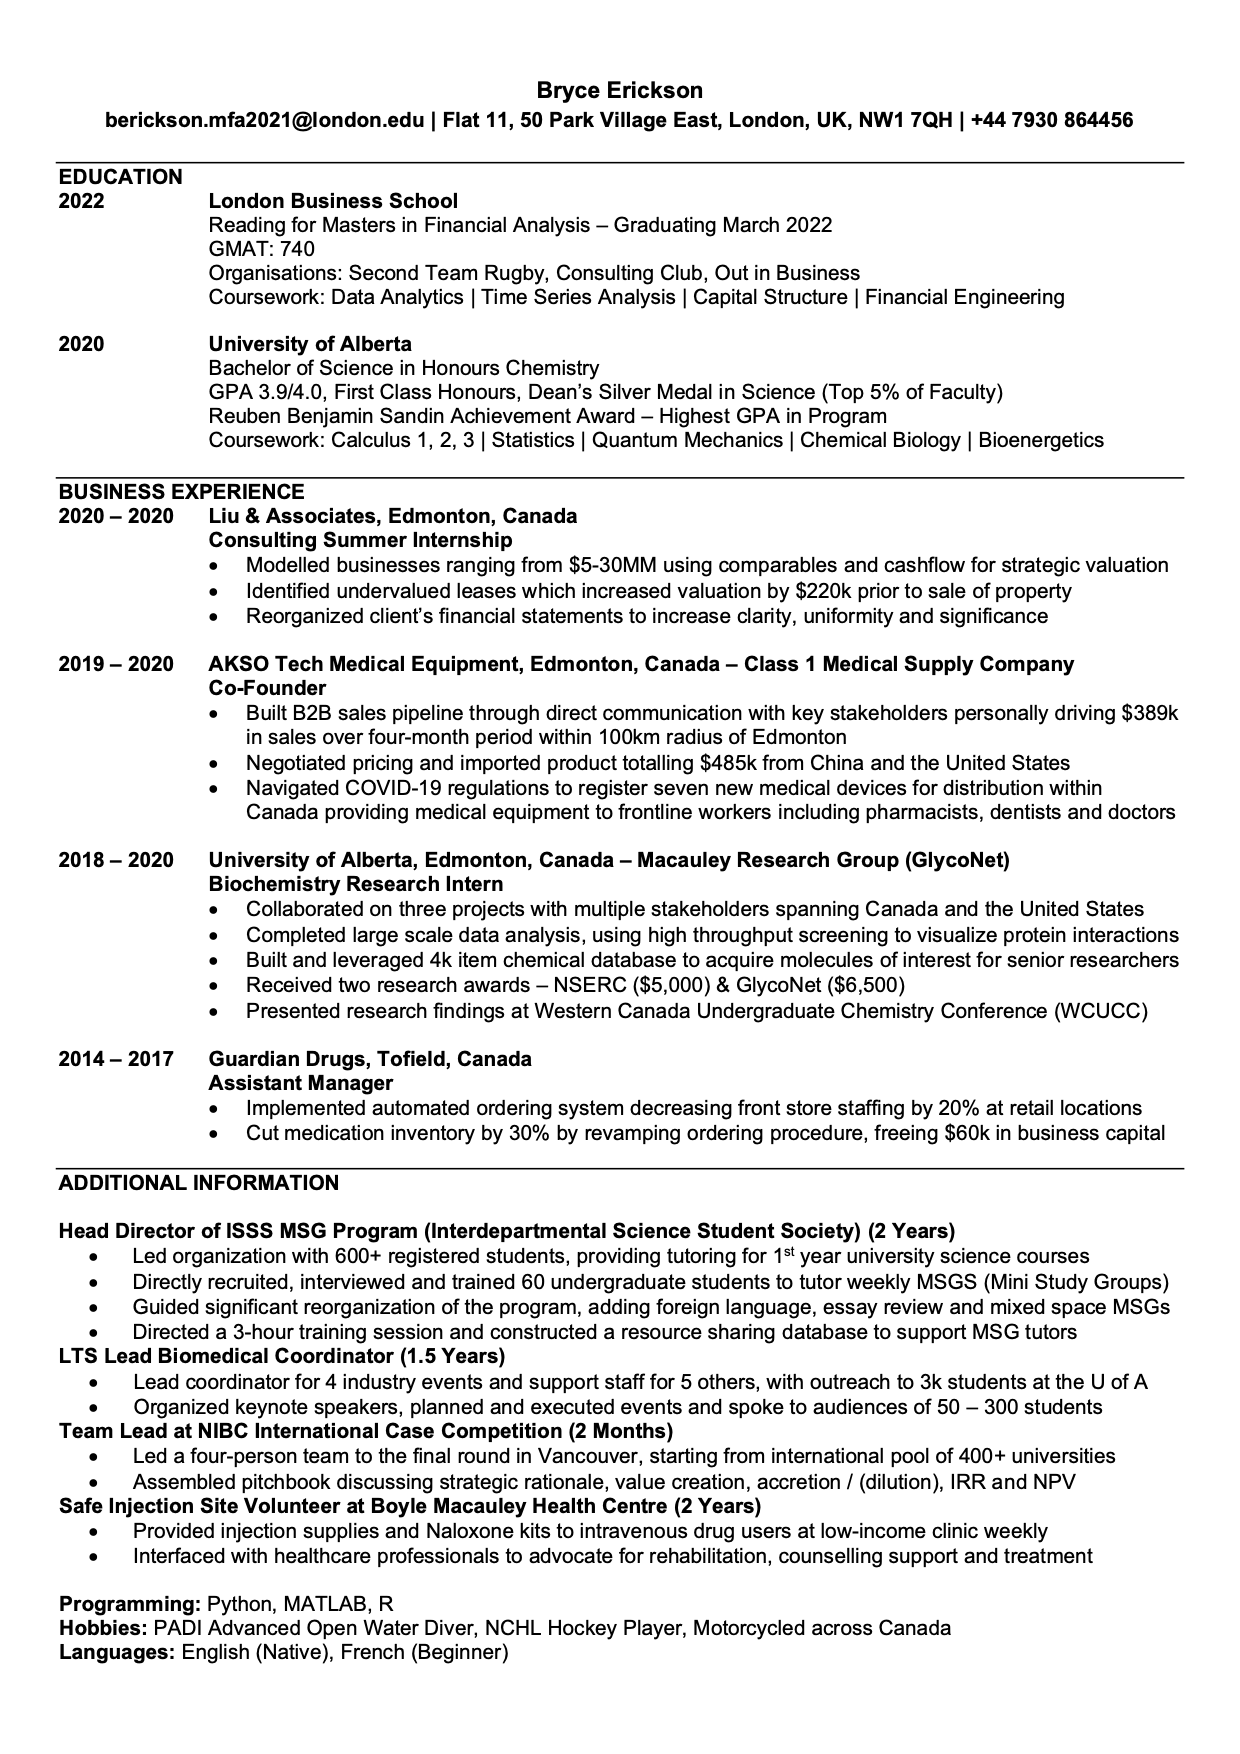 Bryce Erickson
berickson.mfa2021@london.edu | Flat 11, 50 Park Village East, London, UK, NW1 7QH | +44 7930 864456
EDUCATION
2022 London Business School
Reading for Masters in Financial Analysis – Graduating March 2022
GMAT: 740
Organisations: Second Team Rugby, Consulting Club, Out in Business
Coursework: Data Analytics | Time Series Analysis | Capital Structure | Financial Engineering
2020 University of Alberta
Bachelor of Science in Honours Chemistry
GPA 3.9/4.0, First Class Honours, Dean’s Silver Medal in Science (Top 5% of Faculty)
Reuben Benjamin Sandin Achievement Award – Highest GPA in Program
Coursework: Calculus 1, 2, 3 | Statistics | Quantum Mechanics | Chemical Biology | Bioenergetics
BUSINESS EXPERIENCE
2020 – 2020 Liu & Associates, Edmonton, Canada
Consulting Summer Internship
• Modelled businesses ranging from $5-30MM using comparables and cashflow for strategic valuation
• Identified undervalued leases which increased valuation by $220k prior to sale of property
• Reorganized client’s financial statements to increase clarity, uniformity and significance
2019 – 2020 AKSO Tech Medical Equipment, Edmonton, Canada – Class 1 Medical Supply Company
Co-Founder
• Built B2B sales pipeline through direct communication with key stakeholders personally driving $389k
in sales over four-month period within 100km radius of Edmonton
• Negotiated pricing and imported product totalling $485k from China and the United States
• Navigated COVID-19 regulations to register seven new medical devices for distribution within
Canada providing medical equipment to frontline workers including pharmacists, dentists and doctors
2018 – 2020 University of Alberta, Edmonton, Canada – Macauley Research Group (GlycoNet)
Biochemistry Research Intern
• Collaborated on three projects with multiple stakeholders spanning Canada and the United States
• Completed large scale data analysis, using high throughput screening to visualize protein interactions
• Built and leveraged 4k item chemical database to acquire molecules of interest for senior researchers
• Received two research awards – NSERC ($5,000) & GlycoNet ($6,500)
• Presented research findings at Western Canada Undergraduate Chemistry Conference (WCUCC)
2014 – 2017 Guardian Drugs, Tofield, Canada
Assistant Manager
• Implemented automated ordering system decreasing front store staffing by 20% at retail locations
• Cut medication inventory by 30% by revamping ordering procedure, freeing $60k in business capital
ADDITIONAL INFORMATION
Head Director of ISSS MSG Program (Interdepartmental Science Student Society) (2 Years)
• Led organization with 600+ registered students, providing tutoring for 1st year university science courses
• Directly recruited, interviewed and trained 60 undergraduate students to tutor weekly MSGS (Mini Study Groups)
• Guided significant reorganization of the program, adding foreign language, essay review and mixed space MSGs
• Directed a 3-hour training session and constructed a resource sharing database to support MSG tutors
LTS Lead Biomedical Coordinator (1.5 Years)
• Lead coordinator for 4 industry events and support staff for 5 others, with outreach to 3k students at the U of A
• Organized keynote speakers, planned and executed events and spoke to audiences of 50 – 300 students
Team Lead at NIBC International Case Competition (2 Months)
• Led a four-person team to the final round in Vancouver, starting from international pool of 400+ universities
• Assembled pitchbook discussing strategic rationale, value creation, accretion / (dilution), IRR and NPV
Safe Injection Site Volunteer at Boyle Macauley Health Centre (2 Years)
• Provided injection supplies and Naloxone kits to intravenous drug users at low-income clinic weekly
• Interfaced with healthcare professionals to advocate for rehabilitation, counselling support and treatment
Programming: Python, MATLAB, R
Hobbies: PADI Advanced Open Water Diver, NCHL Hockey Player, Motorcycled across Canada
Languages: English (Native), French (Beginner)